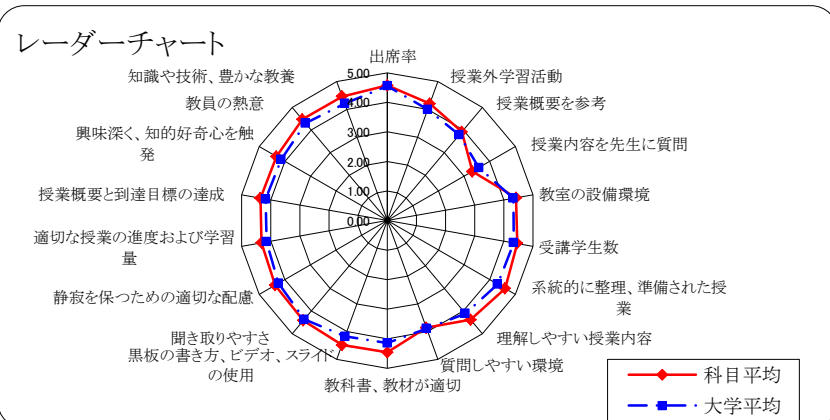 レーダーチャート
出席率
授業外学習活動
授業概要を参考
授業内容を先生に質問
教室の設備環境
受講学生数
系統的に整理、準備された授
業
理解しやすい授業内容
質問しやすい環境
教科書、教材が適切
黒板の書き方、ビデオ、スライド
の使用
聞き取りやすさ
静寂を保つための適切な配慮
適切な授業の進度および学習
量
授業概要と到達目標の達成
興味深く、知的好奇心を触
発
教員の熱意
知識や技術、豊かな教養
5.00
4.00
3.00
2.00
1.00
0.00
科目平均
大学平均